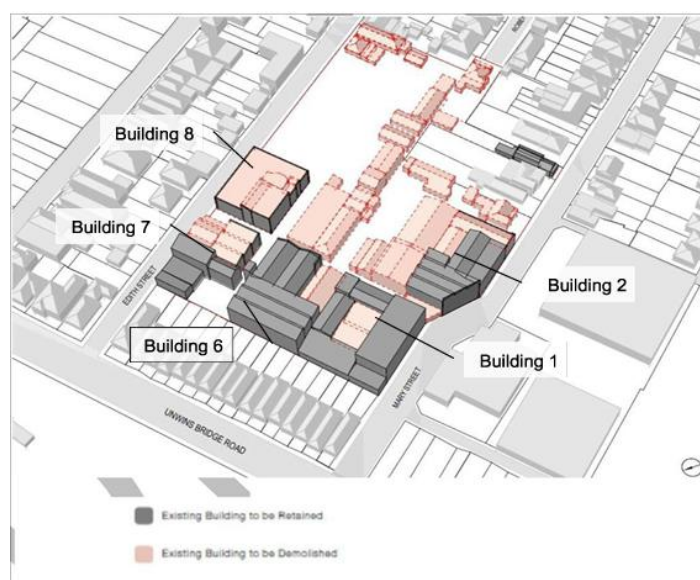 Building 8
Building 7
Building 2
EDITH STREET
Building 6
Building 1
MARY STREET
UNWINS BRIDGE ROAD
Existing Building to be Retained
Existing Building to be Demolished